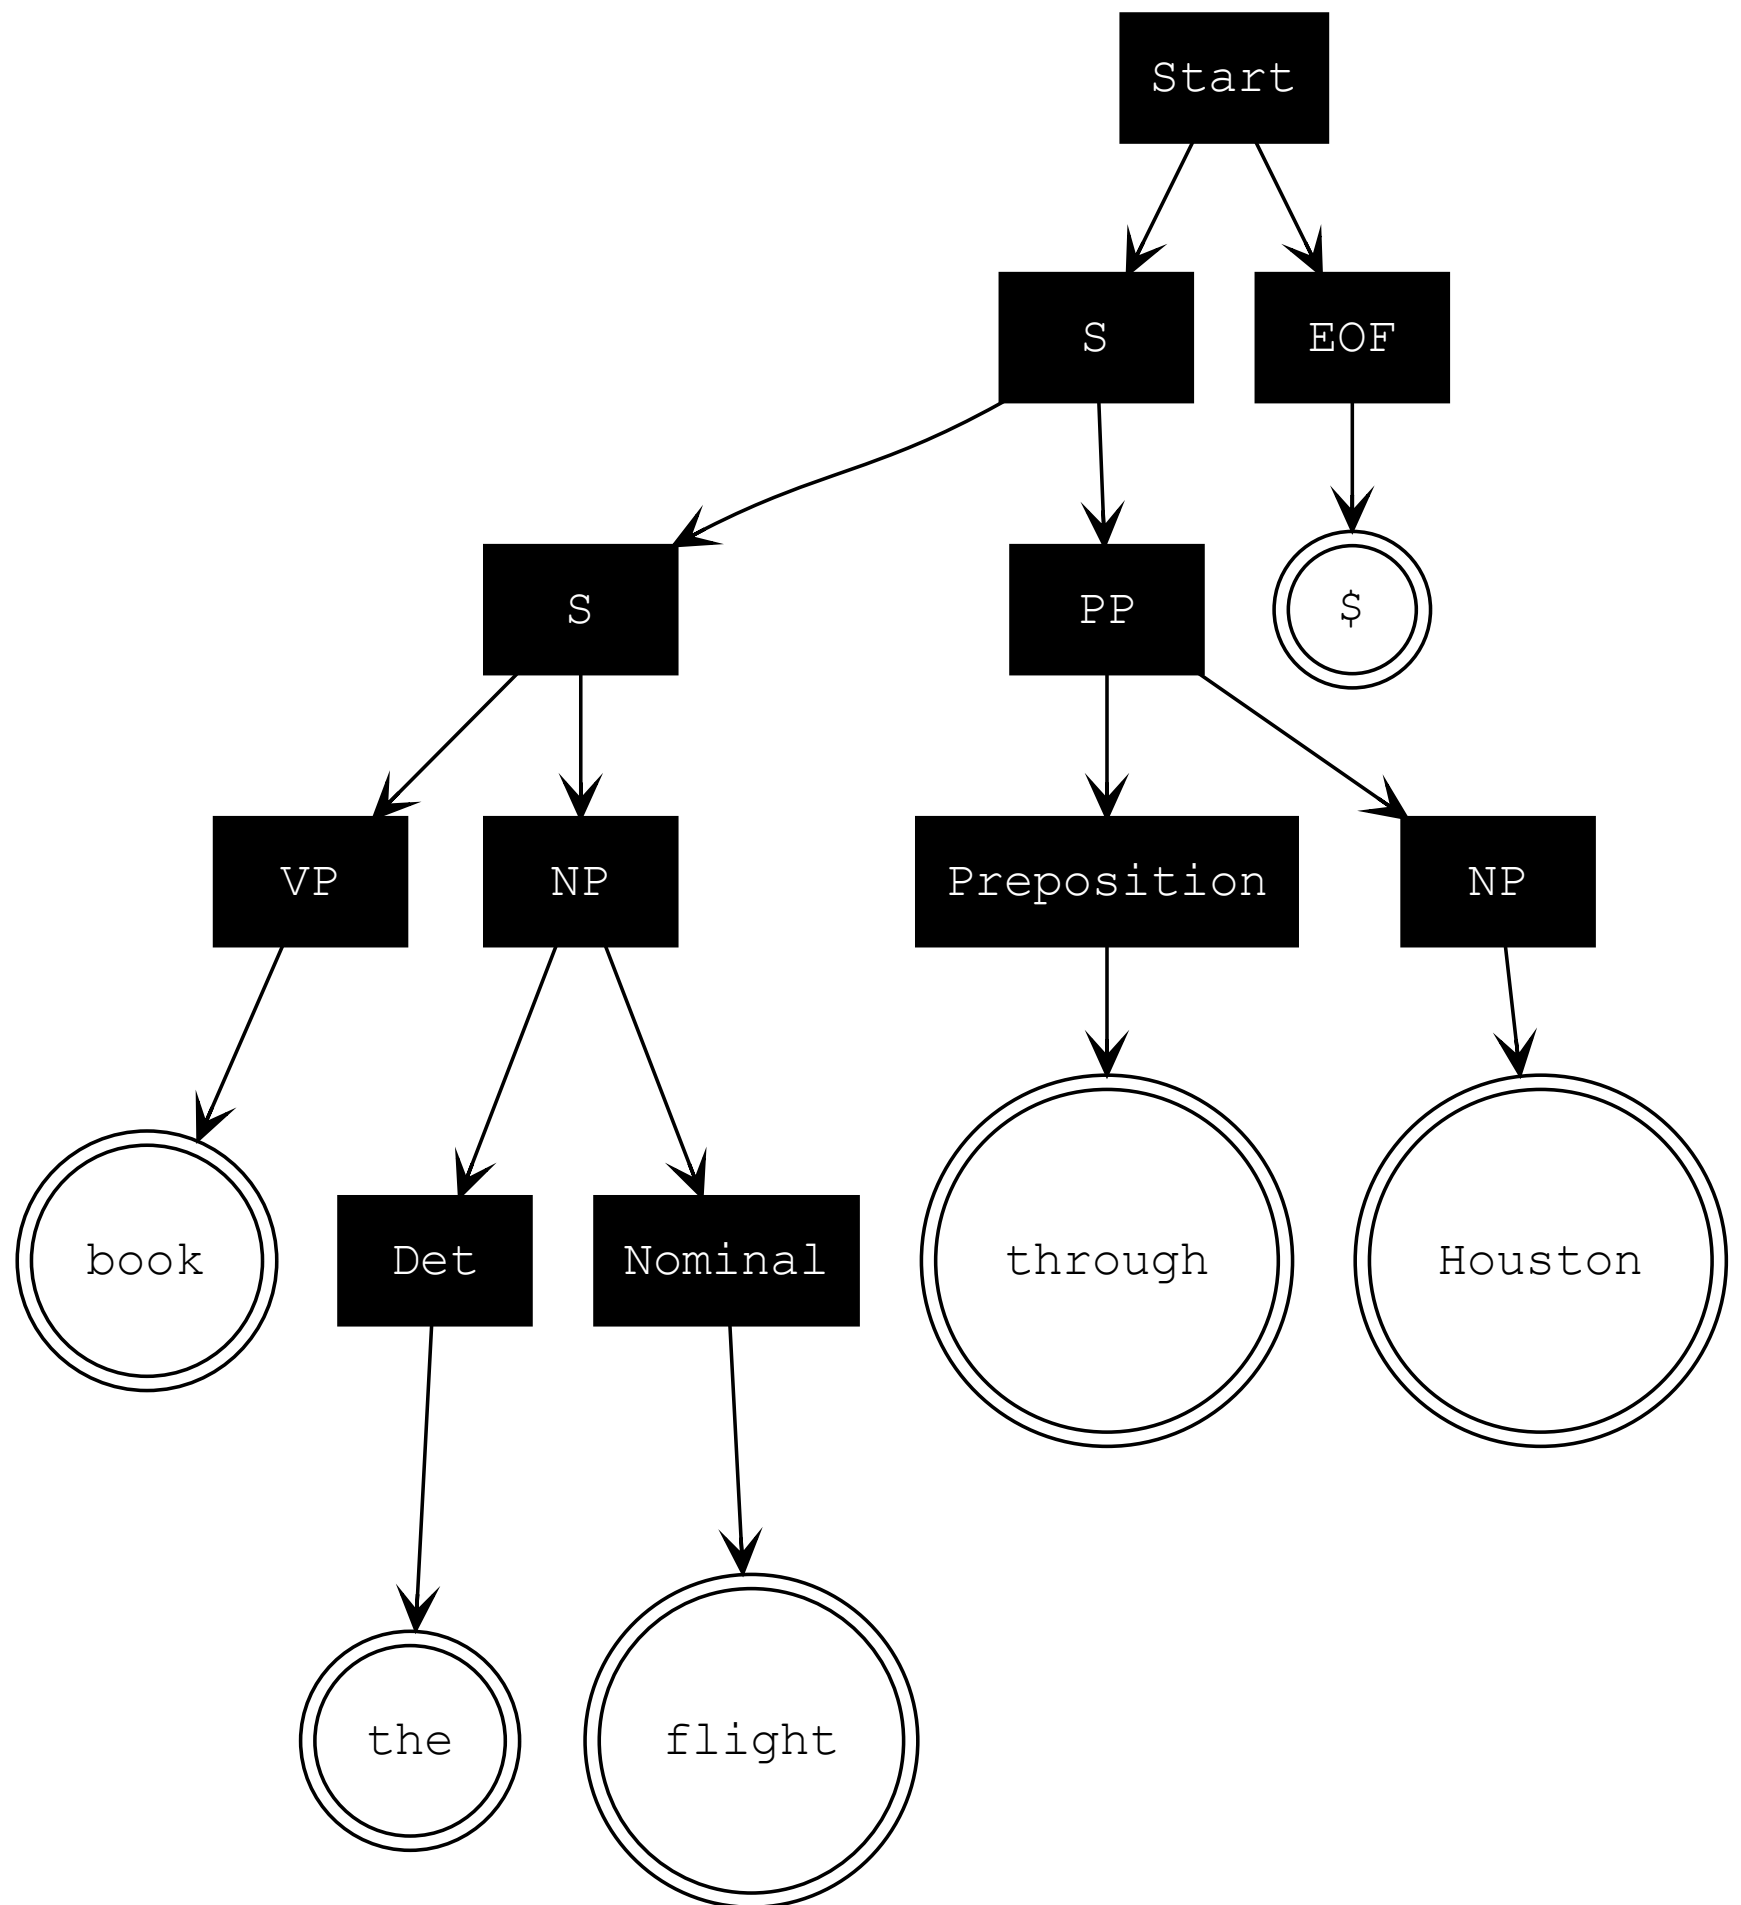 Start
S
EOF
S
PP
$
VP
NP
Preposition
NP
book
Det
Nominal
through
Houston
the
flight